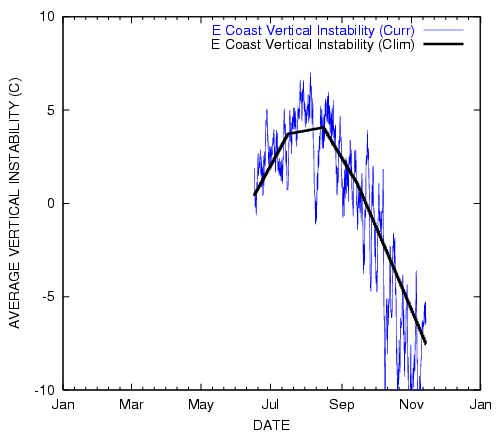 E Coast Vertical Instability (Curr)
E Coast Vertical Instability (Clim)
10
5
0
-5
-10
AVERAGE VERTICAL INSTABILITY (C)
Jan Mar May Jul Sep Nov Jan
DATE